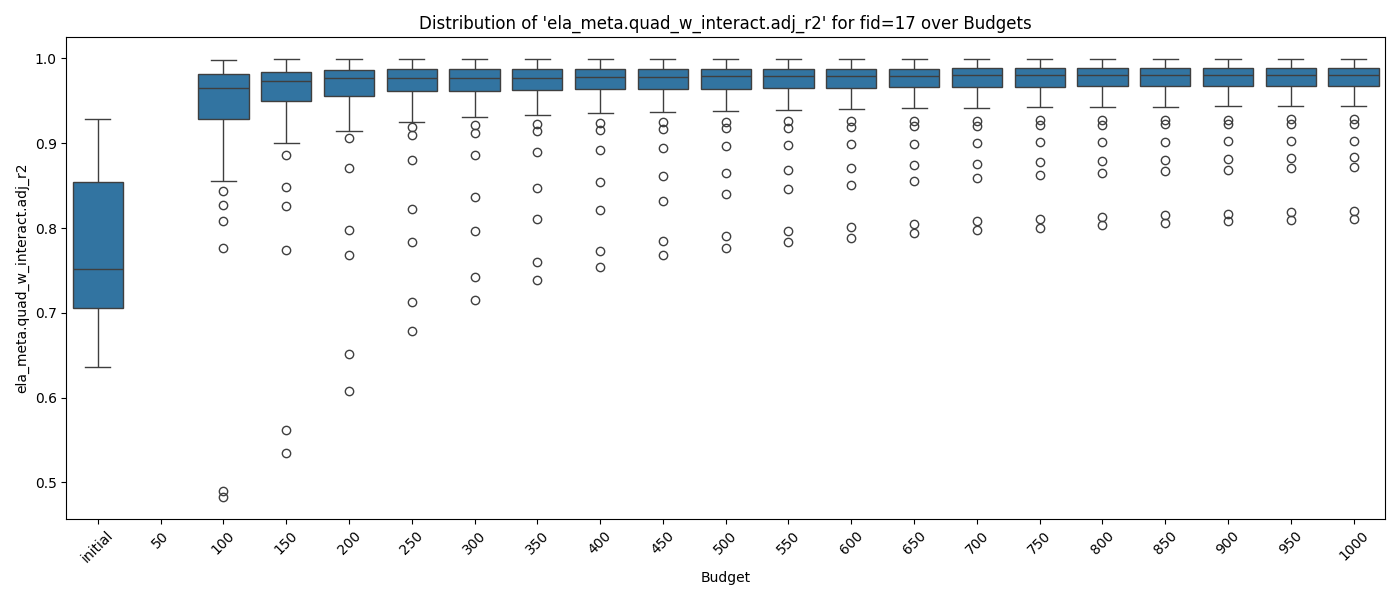 Distribution of 'ela_meta.quad_w_interact.adj_r2' for fid=17 over Budgets
ela_meta.quad_w_interact.adj_r2
1.0
0.9
0.8
0.7
0.6
0.5
initial 50 100 150 200 250 300 350 400 450 500 550 600 650 700 750 800 850 900 950 1000
Budget